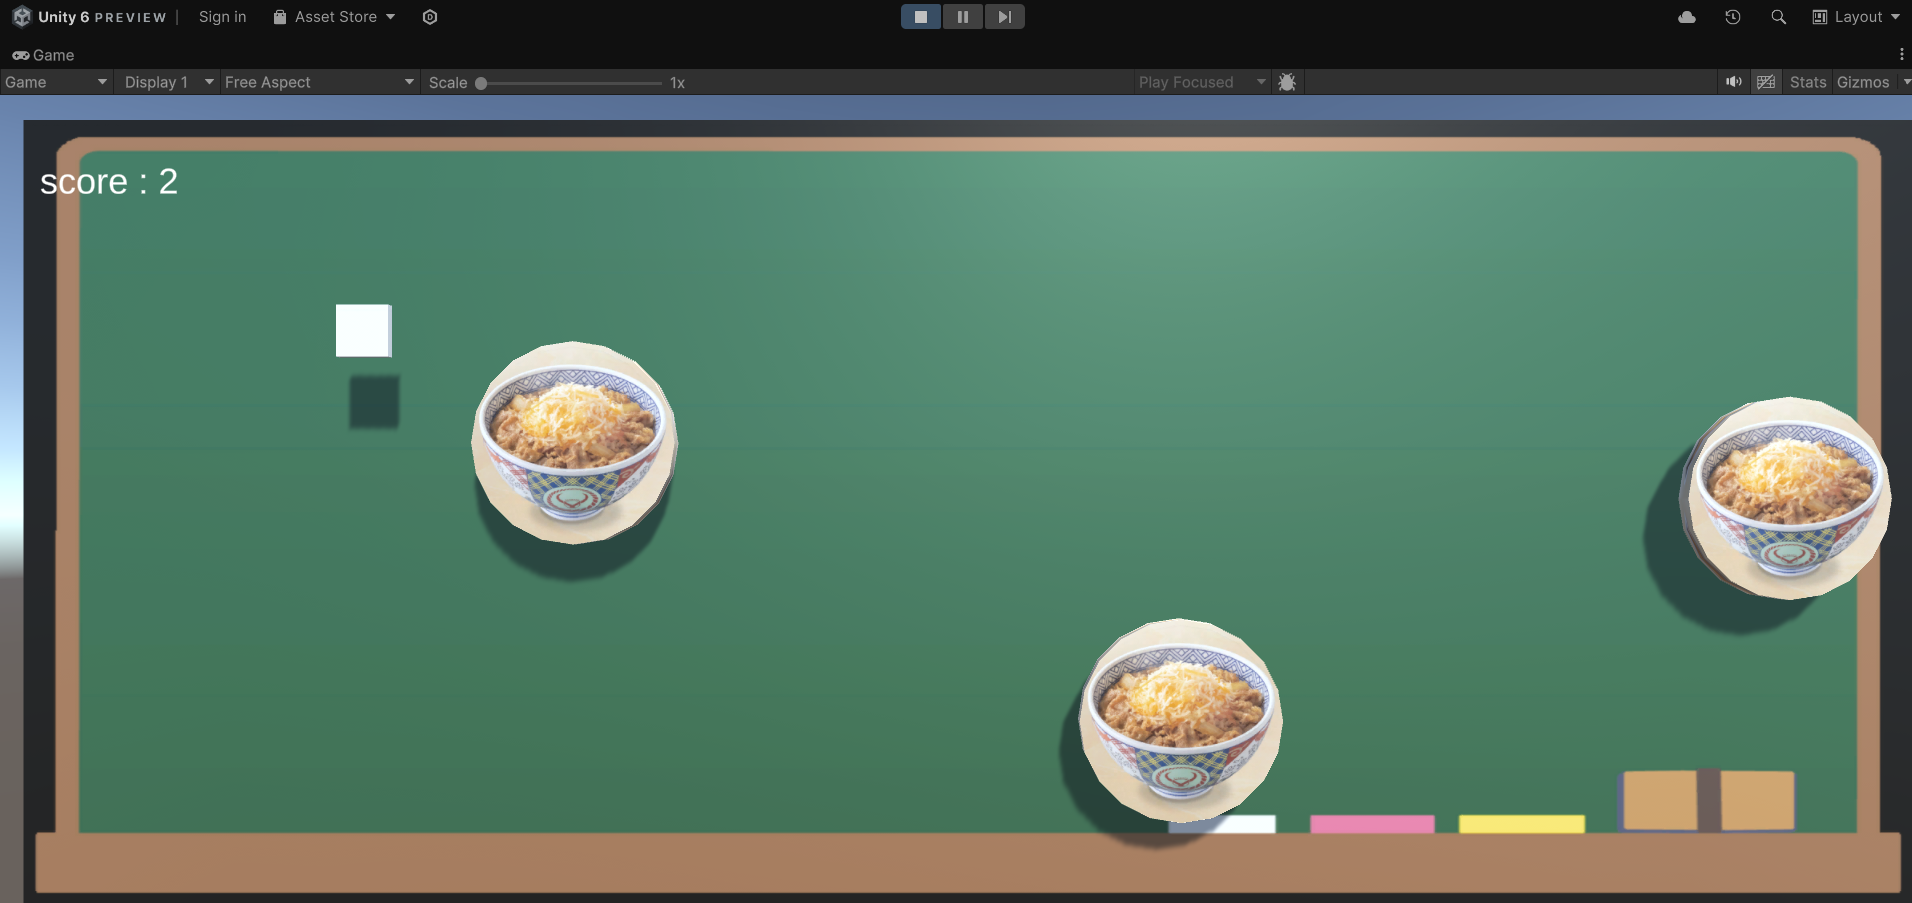 Unity 6 PREVIEW | Sign in Asset Store Layout
Game
Game Display 1 Free Aspect Scale 1x Play Focused Stats Gizmos
score : 2